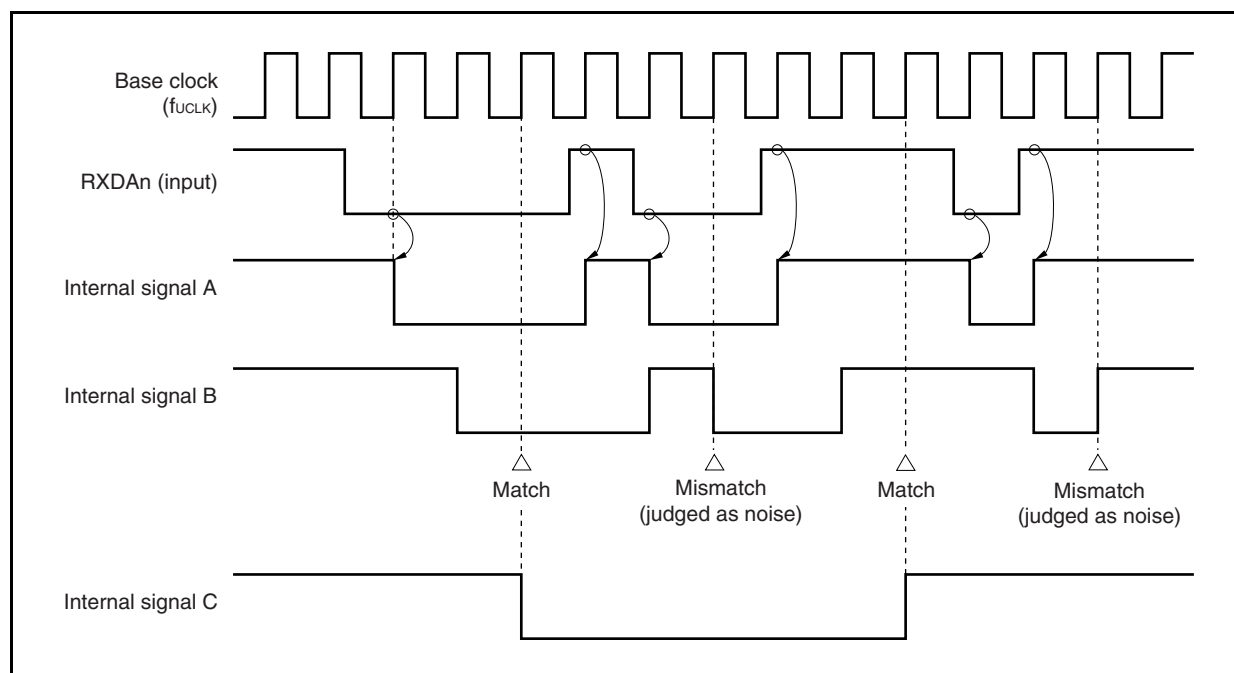 Base clock
(fUCLK)
RXDAn (input)
Internal signal A
Internal signal B
Match
Mismatch
(judged as noise)
Match
Mismatch
(judged as noise)
Internal signal C